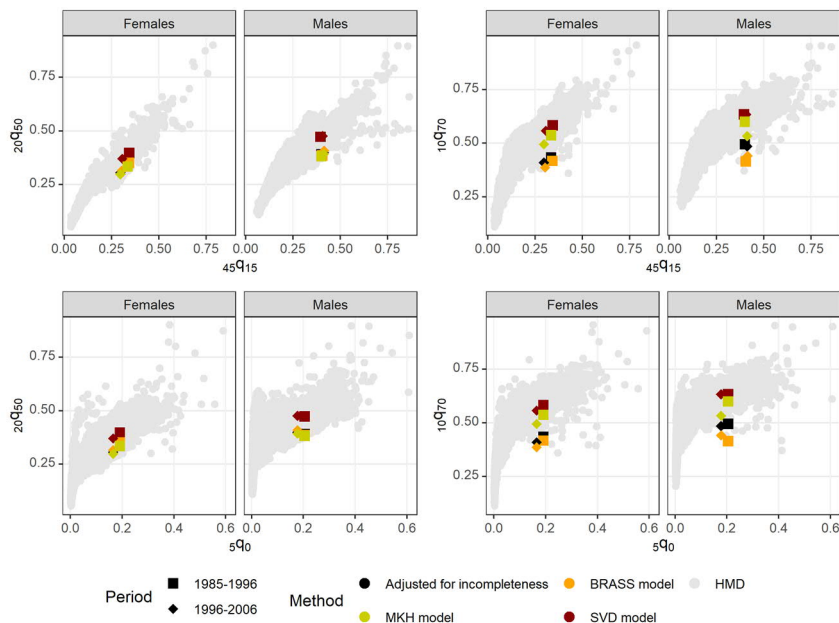 Females Males
20q50
0.75
0.50
0.25
0.00 0.25 0.50 0.75 0.00 0.25 0.50 0.75
45q15
Females Males
10q70
0.75
0.50
0.25
0.00 0.25 0.50 0.75 0.00 0.25 0.50 0.75
45q15
Females Males
20q50
0.75
0.50
0.25
0.0 0.2 0.4 0.6 0.0 0.2 0.4 0.6
5q0
Females Males
10q70
0.75
0.50
0.25
0.00
0.0 0.2 0.4 0.6 0.0 0.2 0.4 0.6
5q0
Period
1985-1996
1996-2006
Method
Adjusted for incompleteness BRASS model HMD
MKH model SVD model